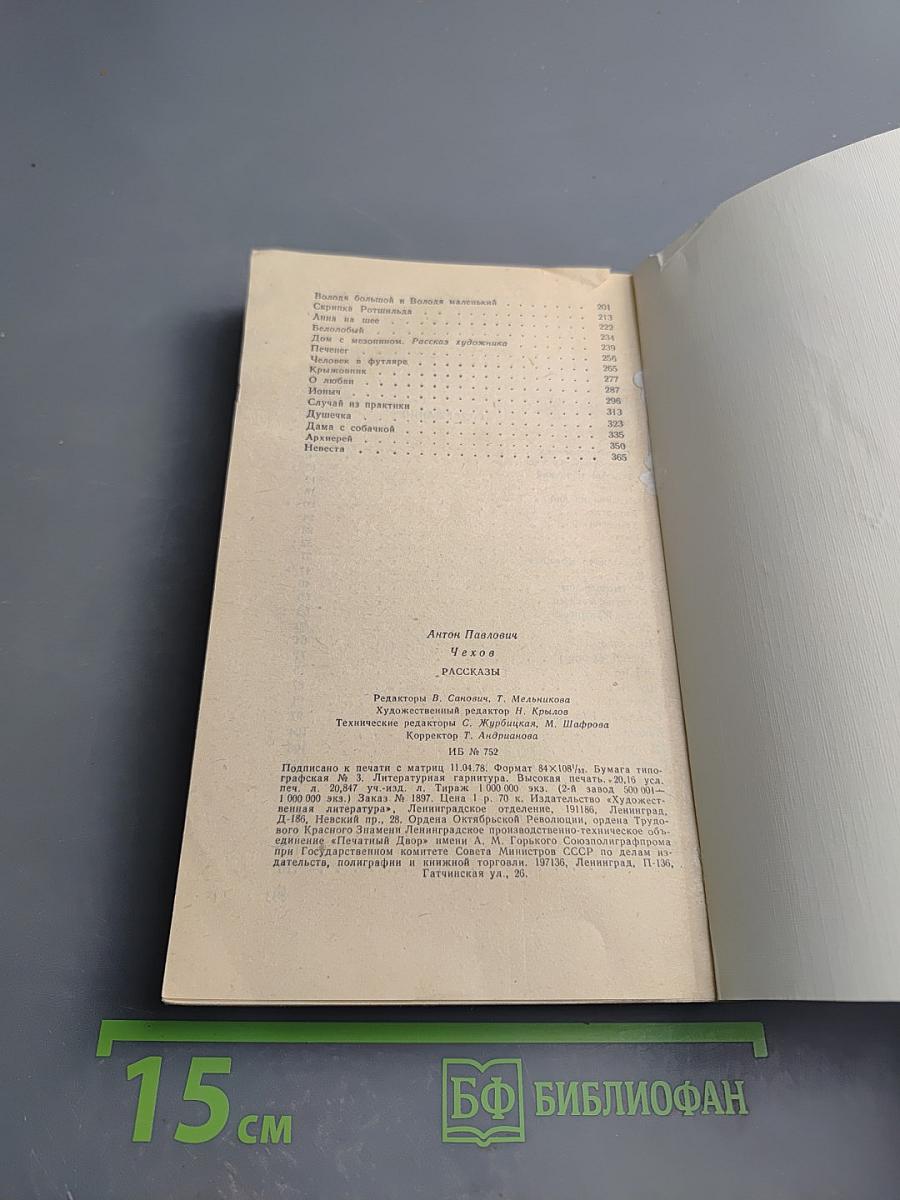 Володя большой и Володя маленький . . . . . . . . 201
Скрипка Ротшильда . . . . . . . . . . . . . 213
Анна на шее . . . . . . . . . . . . . . . 222
Белолобый . . . . . . . . . . . . . . . . 234
Дом с мезонином. Рассказ художника . . . . . . . 239
Печенег . . . . . . . . . . . . . . . . . 256
Человек в футляре . . . . . . . . . . . . . 265
Крыжовник . . . . . . . . . . . . . . . . 277
О любви . . . . . . . . . . . . . . . . . 287
Ионыч . . . . . . . . . . . . . . . . . . 296
Случай из практики . . . . . . . . . . . . . 313
Душечка . . . . . . . . . . . . . . . . . 323
Дама с собачкой . . . . . . . . . . . . . . 335
Архиерей . . . . . . . . . . . . . . . . . 350
Невеста . . . . . . . . . . . . . . . . . 365
Антон Павлович
Чехов
РАССКАЗЫ
Редакторы В. Санович, Т. Мельникова
Художественный редактор Н. Крылов
Технические редакторы С. Журбицкая, М. Шафрова
Корректор Т. Андрианова
ИБ № 752
Подписано к печати с матриц 11.04.78. Формат 84×108¹/₃₂. Бумага типо-
графская № 3. Литературная гарнитура. Высокая печать. 20,16 усл.
печ. л. 20,847 уч.-изд. л. Тираж 1 000 000 экз. (2-й завод 500 001—
1 000 000 экз.) Заказ № 1897. Цена 1 р. 70 к. Издательство «Художест-
венная литература», Ленинградское отделение, 191186, Ленинград,
Д-186, Невский пр., 28. Ордена Октябрьской Революции, ордена Трудо-
вого Красного Знамени Ленинградское производственно-техническое объ-
единение «Печатный Двор» имени А. М. Горького Союзполиграфпрома
при Государственном комитете Совета Министров СССР по делам из-
дательств, полиграфии и книжной торговли. 197136, Ленинград, П-136,
Гатчинская ул., 26.
15 см
БФ БИБЛИОФАН